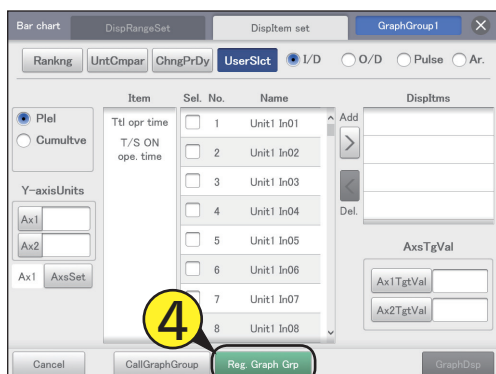 Bar chart DispRangeSet DispItem set GraphGroup1 ×
Rankng UntCmpar ChngPrDy UserSlct I/D O/D Pulse Ar.
Item Sel. No. Name DispItms
Plel
Cumultve
Ttl opr time
T/S ON
ope. time
1 Unit1 In01
2 Unit1 In02
3 Unit1 In03
4 Unit1 In04
5 Unit1 In05
6 Unit1 In06
7 Unit1 In07
8 Unit1 In08
Add
>
<
Del.
Y-axisUnits
Ax1
Ax2
Ax1 AxsSet
AxsTgVal
Ax1TgtVal
Ax2TgtVal
4
Cancel CallGraphGroup Reg. Graph Grp GraphDsp